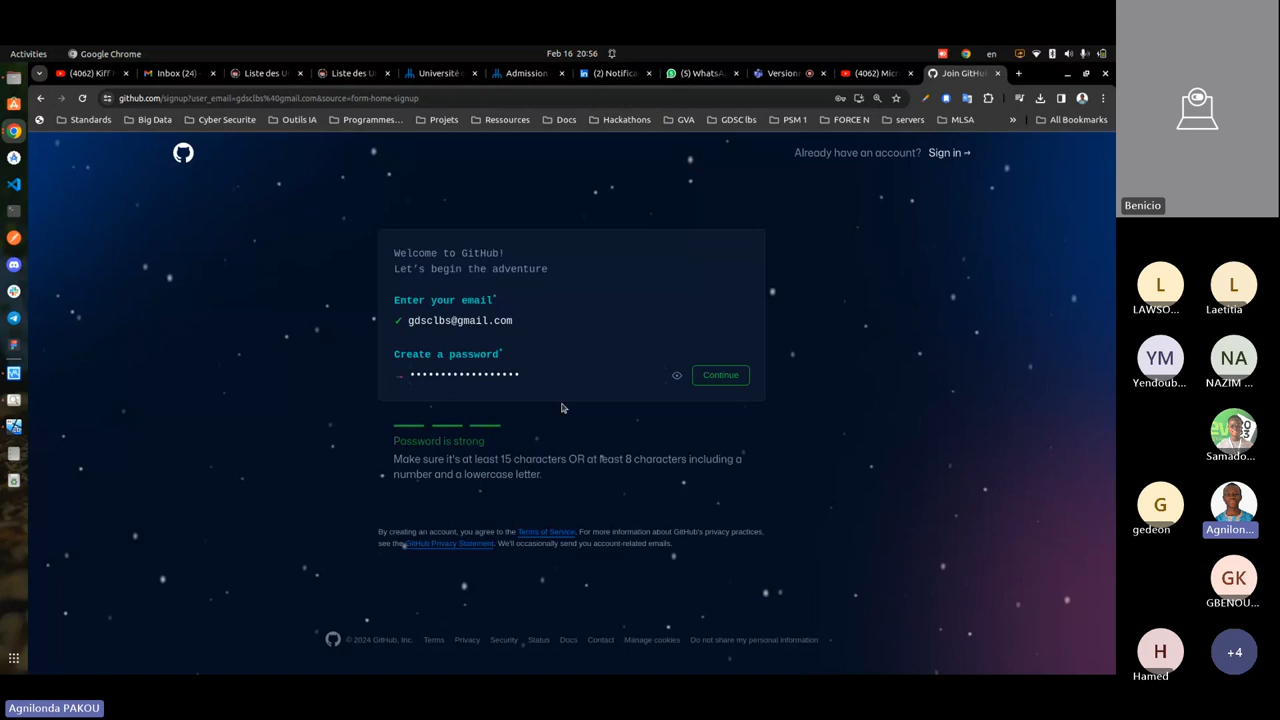 Activities
Google Chrome
Feb 16 20:56
en
(4062) Kiff
Inbox (24)
Liste des U
Liste des
Université
Admission
(2) Notifica
(5) WhatsA
Version
(4062) Micr
Join GitHu
github.com/signup?user_email=gdsclbs%40gmail.com&source=form-home-signup
Standards
Big Data
Cyber Securite
Outils IA
Programmes…
Projets
Ressources
Docs
Hackathons
GVA
GDSC lbs
PSM 1
FORCE N
servers
MLSA
»
All Bookmarks
Already have an account? Sign in →
Welcome to GitHub!
Let's begin the adventure
Enter your email*
✓ gdsclbs@gmail.com
Create a password*
→ ••••••••••••••••••
Continue
Password is strong
Make sure it's at least 15 characters OR at least 8 characters including a
number and a lowercase letter.
By creating an account, you agree to the Terms of Service. For more information about GitHub's privacy practices,
see the GitHub Privacy Statement. We'll occasionally send you account-related emails.
© 2024 GitHub, Inc.
Terms
Privacy
Security
Status
Docs
Contact
Manage cookies
Do not share my personal information
Benicio
L
LAWSO...
L
Laetitia
YM
Yendoub...
NA
NAZIM ...
Samado...
G
gedeon
Agnilon...
GK
GBENOU...
H
Hamed
+4
Agnilonda PAKOU